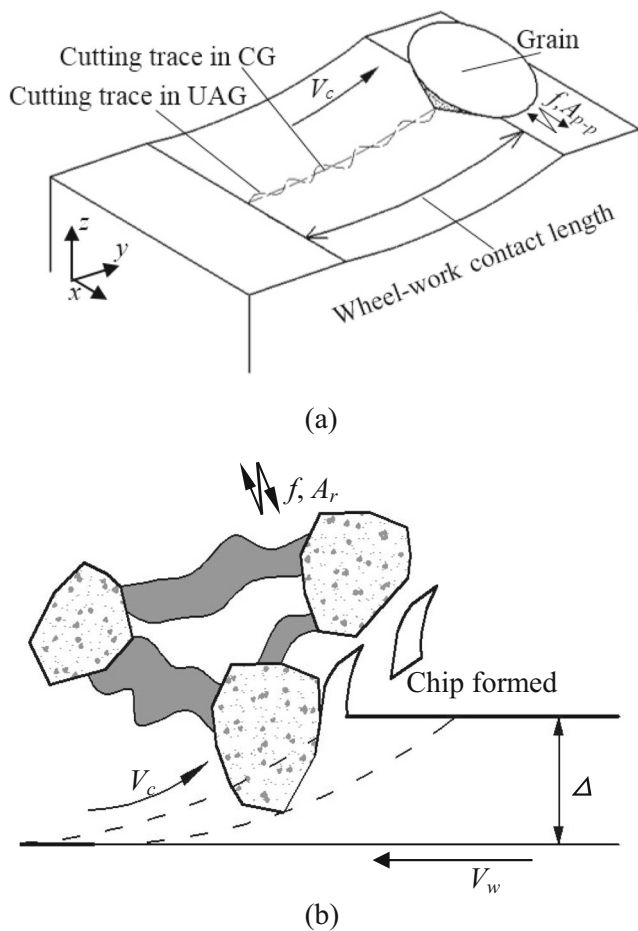 Cutting trace in CG
Cutting trace in UAG
V_c
Grain
f, A_{p-p}
z
y
x
Wheel-work contact length
(a)
f, A_r
Chip formed
V_c
Δ
V_w
(b)